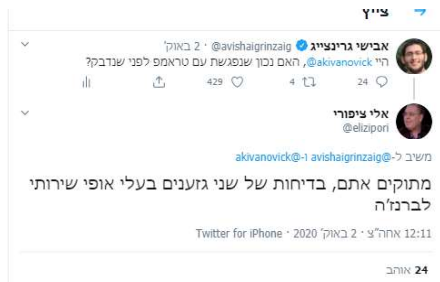 ציוץ
אבישי גרינצייג @avishaigrinzaig · 2 באוק׳
היי @akivanovick, האם נכון שנפגשת עם טראמפ לפני שנדבק?
24 4 429
אלי ציפורי
@elizipori
משיב ל-@avishaigrinzaig ו-@akivanovick
מתוקים אתם, בדיחות של שני גזענים בעלי אופי שירותי
לברנז'ה
12:11 אחה"צ · 2 באוק׳ 2020 · Twitter for iPhone
24 אוהב